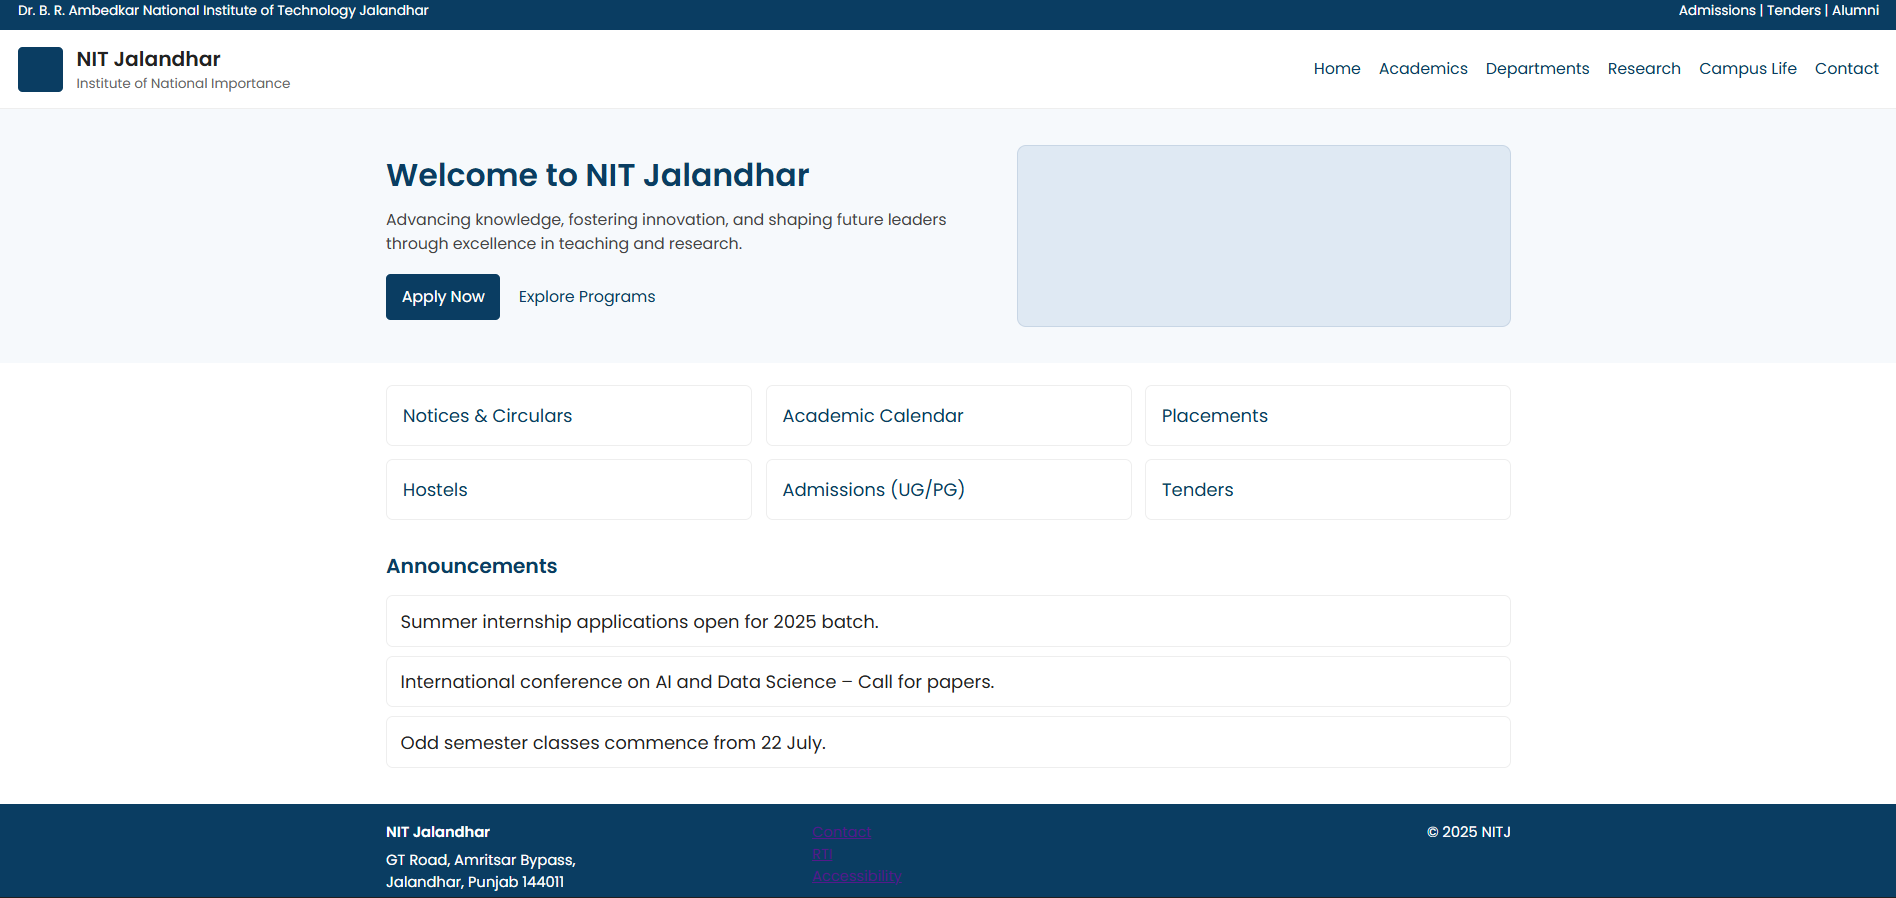 Dr. B. R. Ambedkar National Institute of Technology Jalandhar
Admissions | Tenders | Alumni
NIT Jalandhar
Institute of National Importance
Home Academics Departments Research Campus Life Contact
Welcome to NIT Jalandhar
Advancing knowledge, fostering innovation, and shaping future leaders
through excellence in teaching and research.
Apply Now Explore Programs
Notices & Circulars
Academic Calendar
Placements
Hostels
Admissions (UG/PG)
Tenders
Announcements
Summer internship applications open for 2025 batch.
International conference on AI and Data Science – Call for papers.
Odd semester classes commence from 22 July.
NIT Jalandhar
GT Road, Amritsar Bypass,
Jalandhar, Punjab 144011
Contact
RTI
Accessibility
© 2025 NITJ